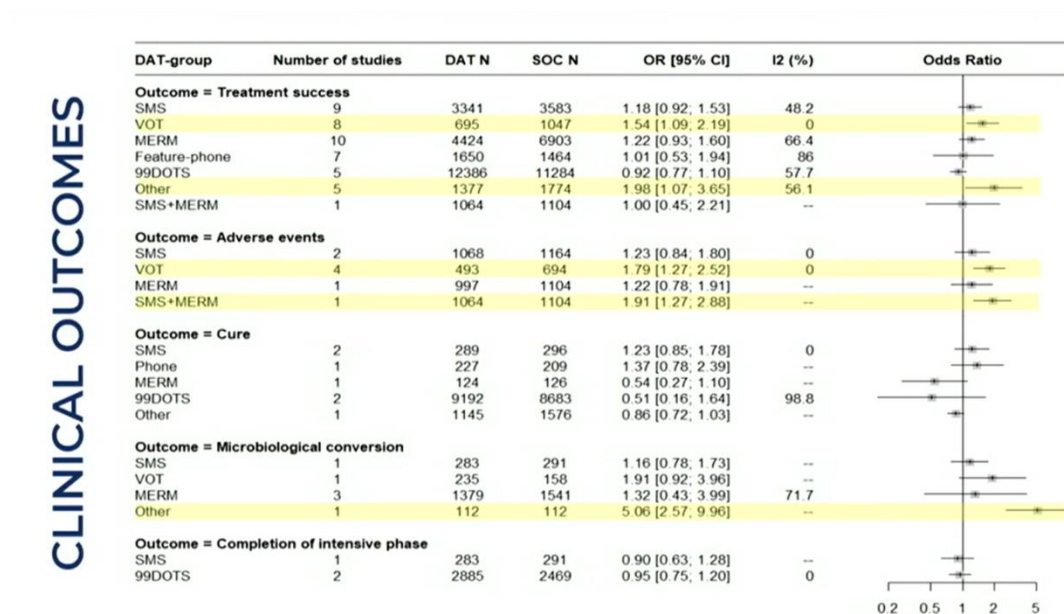 CLINICAL OUTCOMES
DAT-group Number of studies DAT N SOC N OR [95% CI] I2 (%) Odds Ratio
Outcome = Treatment success
SMS 9 3341 3583 1.18 [0.92; 1.53] 48.2
VOT 8 695 1047 1.54 [1.09; 2.19] 0
MERM 10 4424 6903 1.22 [0.93; 1.60] 66.4
Feature-phone 7 1650 1464 1.01 [0.53; 1.94] 86
99DOTS 5 12386 11284 0.92 [0.77; 1.10] 57.7
Other 5 1377 1774 1.98 [1.07; 3.65] 56.1
SMS+MERM 1 1064 1104 1.00 [0.45; 2.21] --
Outcome = Adverse events
SMS 2 1068 1164 1.23 [0.84; 1.80] 0
VOT 4 493 694 1.79 [1.27; 2.52] 0
MERM 1 997 1104 1.22 [0.78; 1.91] --
SMS+MERM 1 1064 1104 1.91 [1.27; 2.88] --
Outcome = Cure
SMS 2 289 296 1.23 [0.85; 1.78] 0
Phone 1 227 209 1.37 [0.78; 2.39] --
MERM 1 124 126 0.54 [0.27; 1.10] --
99DOTS 2 9192 8683 0.51 [0.16; 1.64] 98.8
Other 1 1145 1576 0.86 [0.72; 1.03] --
Outcome = Microbiological conversion
SMS 1 283 291 1.16 [0.78; 1.73] --
VOT 1 235 158 1.91 [0.92; 3.96] --
MERM 3 1379 1541 1.32 [0.43; 3.99] 71.7
Other 1 112 112 5.06 [2.57; 9.96] --
Outcome = Completion of intensive phase
SMS 1 283 291 0.90 [0.63; 1.28] --
99DOTS 2 2885 2469 0.95 [0.75; 1.20] 0
0.2 0.5 1 2 5